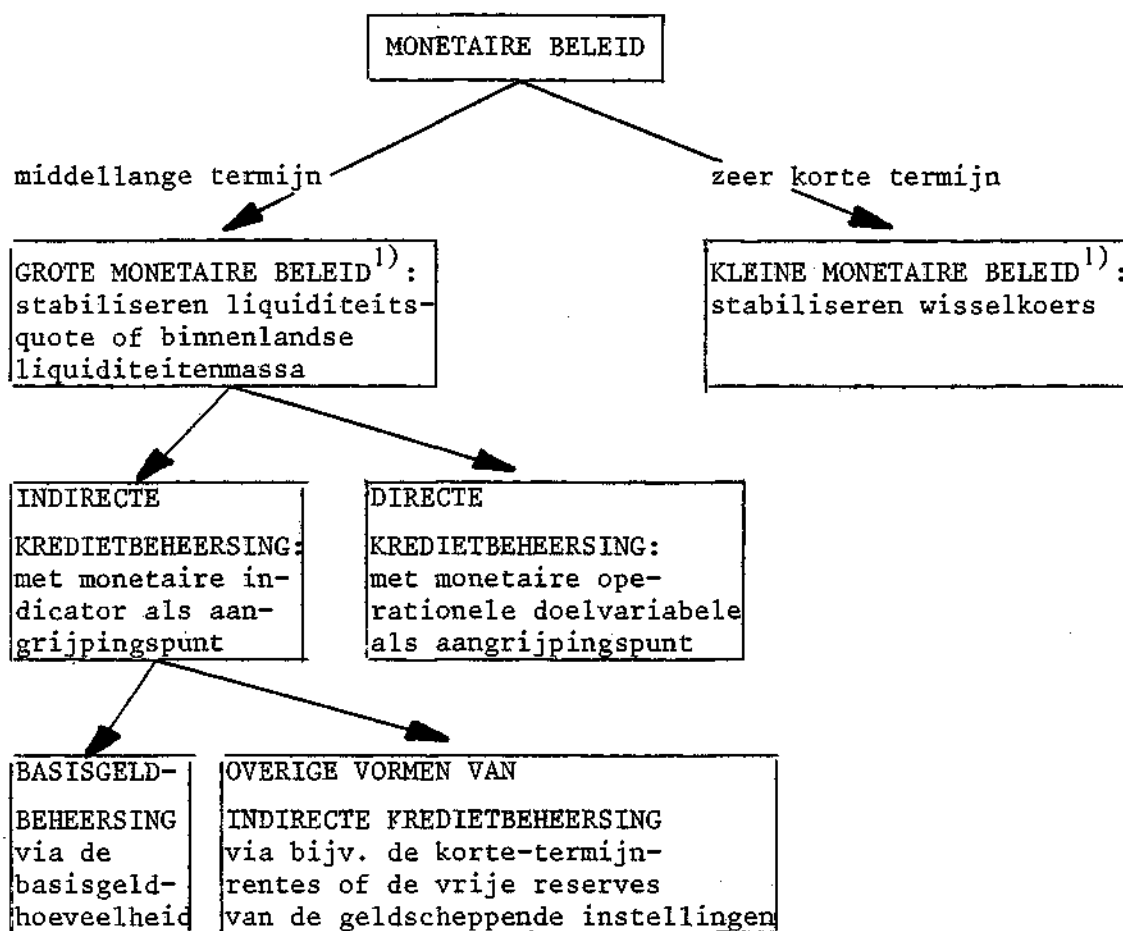 MONETAIRE BELEID
middellange termijn
zeer korte termijn
GROTE MONETAIRE BELEID1):
stabiliseren liquiditeits-
quote of binnenlandse
liquiditeitenmassa
KLEINE MONETAIRE BELEID1):
stabiliseren wisselkoers
INDIRECTE
KREDIETBEHEERSING:
met monetaire in-
dicator als aan-
grijpingspunt
DIRECTE
KREDIETBEHEERSING:
met monetaire ope-
rationele doelvariabele
als aangrijpingspunt
BASISGELD-
BEHEERSING
via de
basisgeld-
hoeveelheid
OVERIGE VORMEN VAN
INDIRECTE FREDIETBEHEERSING
via bijv. de korte-termijn-
rentes of de vrije reserves
van de geldscheppende instellingen